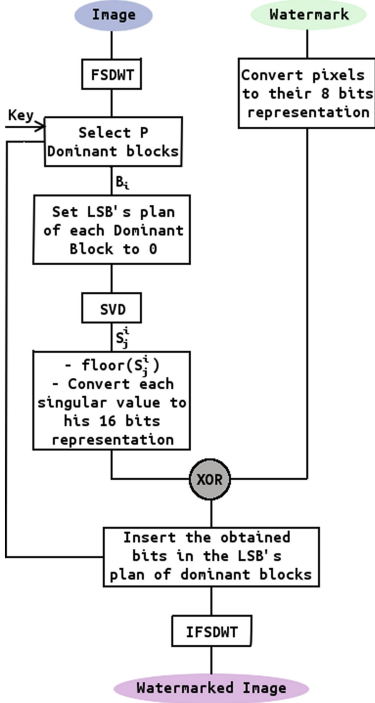 Image
Watermark
FSDWT
Convert pixels
to their 8 bits
representation
Key
Select P
Dominant blocks
Bi
Set LSB's plan
of each Dominant
Block to 0
SVD
S_j^i
- floor(S_j^i)
- Convert each
singular value to
his 16 bits
representation
XOR
Insert the obtained
bits in the LSB's
plan of dominant blocks
IFSDWT
Watermarked Image